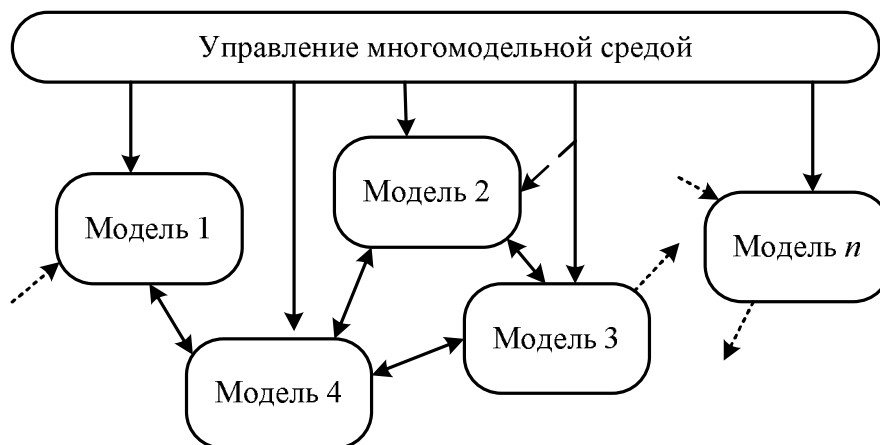 Управление многомодельной средой
Модель 1
Модель 2
Модель n
Модель 3
Модель 4